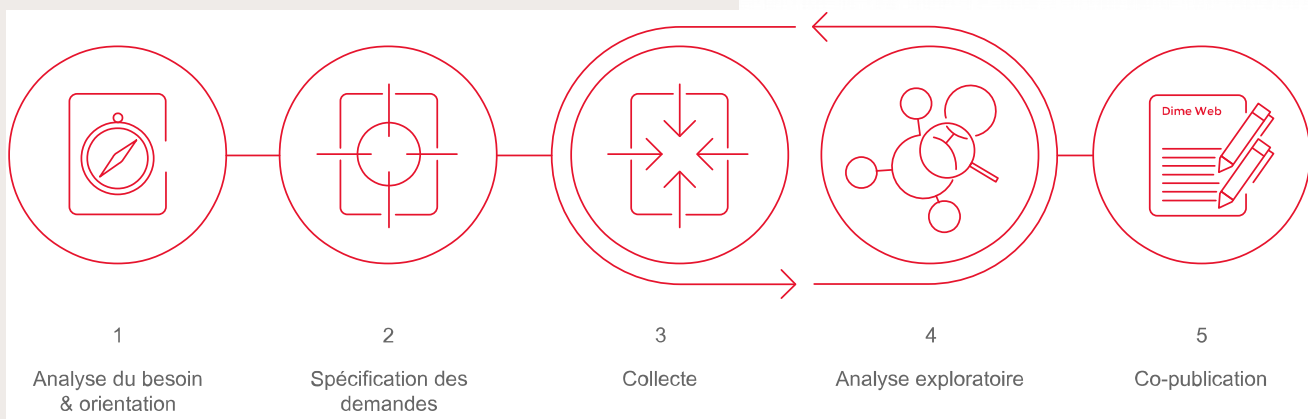 Dime Web
1
2
3
4
5
Analyse du besoin
& orientation
Spécification des
demandes
Collecte
Analyse exploratoire
Co-publication